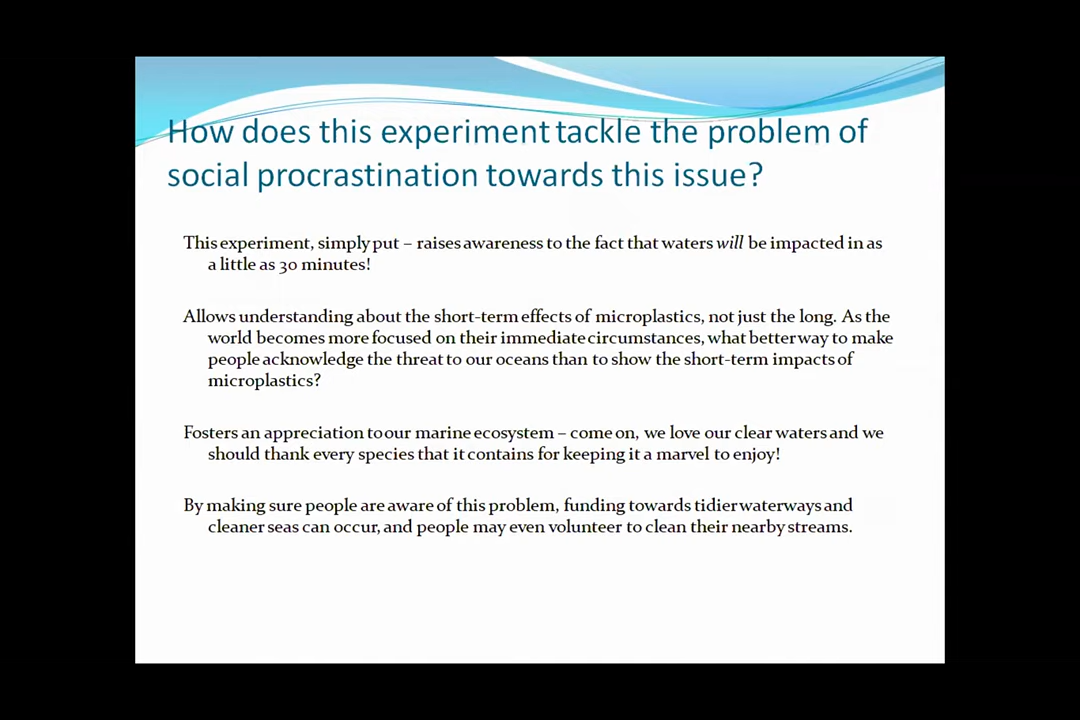 How does this experiment tackle the problem of
social procrastination towards this issue?
This experiment, simply put – raises awareness to the fact that waters will be impacted in as
a little as 30 minutes!
Allows understanding about the short-term effects of microplastics, not just the long. As the
world becomes more focused on their immediate circumstances, what better way to make
people acknowledge the threat to our oceans than to show the short-term impacts of
microplastics?
Fosters an appreciation to our marine ecosystem – come on, we love our clear waters and we
should thank every species that it contains for keeping it a marvel to enjoy!
By making sure people are aware of this problem, funding towards tidier waterways and
cleaner seas can occur, and people may even volunteer to clean their nearby streams.